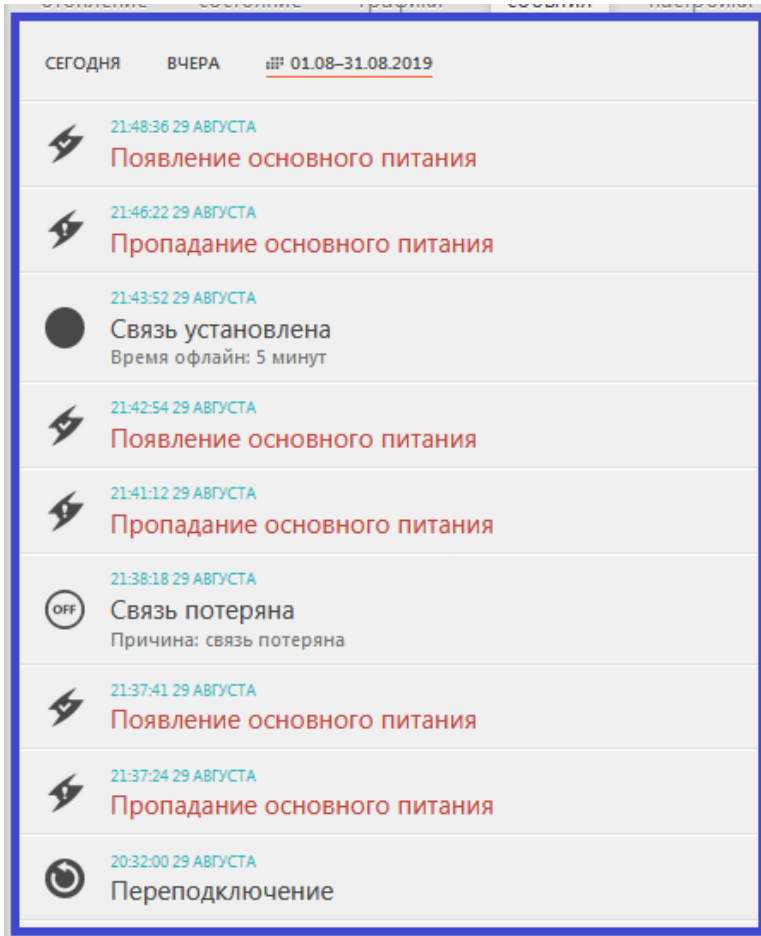 СЕГОДНЯ ВЧЕРА 01.08–31.08.2019
21:48:36 29 АВГУСТА
Появление основного питания
21:46:22 29 АВГУСТА
Пропадание основного питания
21:43:52 29 АВГУСТА
Связь установлена
Время офлайн: 5 минут
21:42:54 29 АВГУСТА
Появление основного питания
21:41:12 29 АВГУСТА
Пропадание основного питания
21:38:18 29 АВГУСТА
OFF Связь потеряна
Причина: связь потеряна
21:37:41 29 АВГУСТА
Появление основного питания
21:37:24 29 АВГУСТА
Пропадание основного питания
20:32:00 29 АВГУСТА
Переподключение